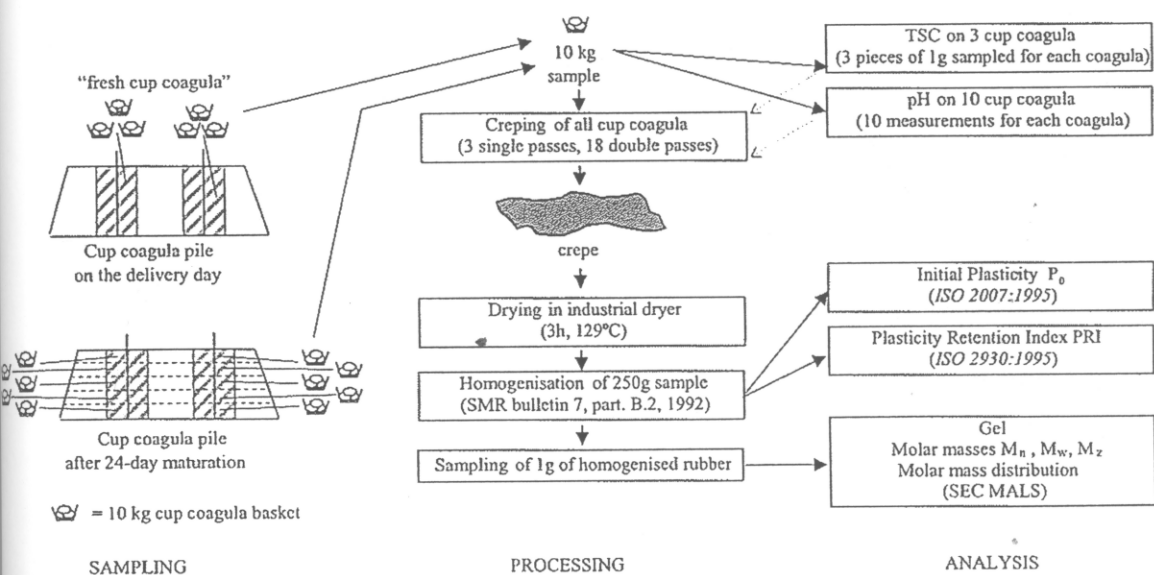 "fresh cup coagula"
Cup coagula pile
on the delivery day
Cup coagula pile
after 24-day maturation
= 10 kg cup coagula basket
SAMPLING
10 kg
sample
Creping of all cup coagula
(3 single passes, 18 double passes)
crepe
Drying in industrial dryer
(3h, 129°C)
Homogenisation of 250g sample
(SMR bulletin 7, part. B.2, 1992)
Sampling of 1g of homogenised rubber
PROCESSING
TSC on 3 cup coagula
(3 pieces of 1g sampled for each coagula)
pH on 10 cup coagula
(10 measurements for each coagula)
Initial Plasticity P₀
(ISO 2007:1995)
Plasticity Retention Index PRI
(ISO 2930:1995)
Gel
Molar masses Mₙ , M_w, M_z
Molar mass distribution
(SEC MALS)
ANALYSIS